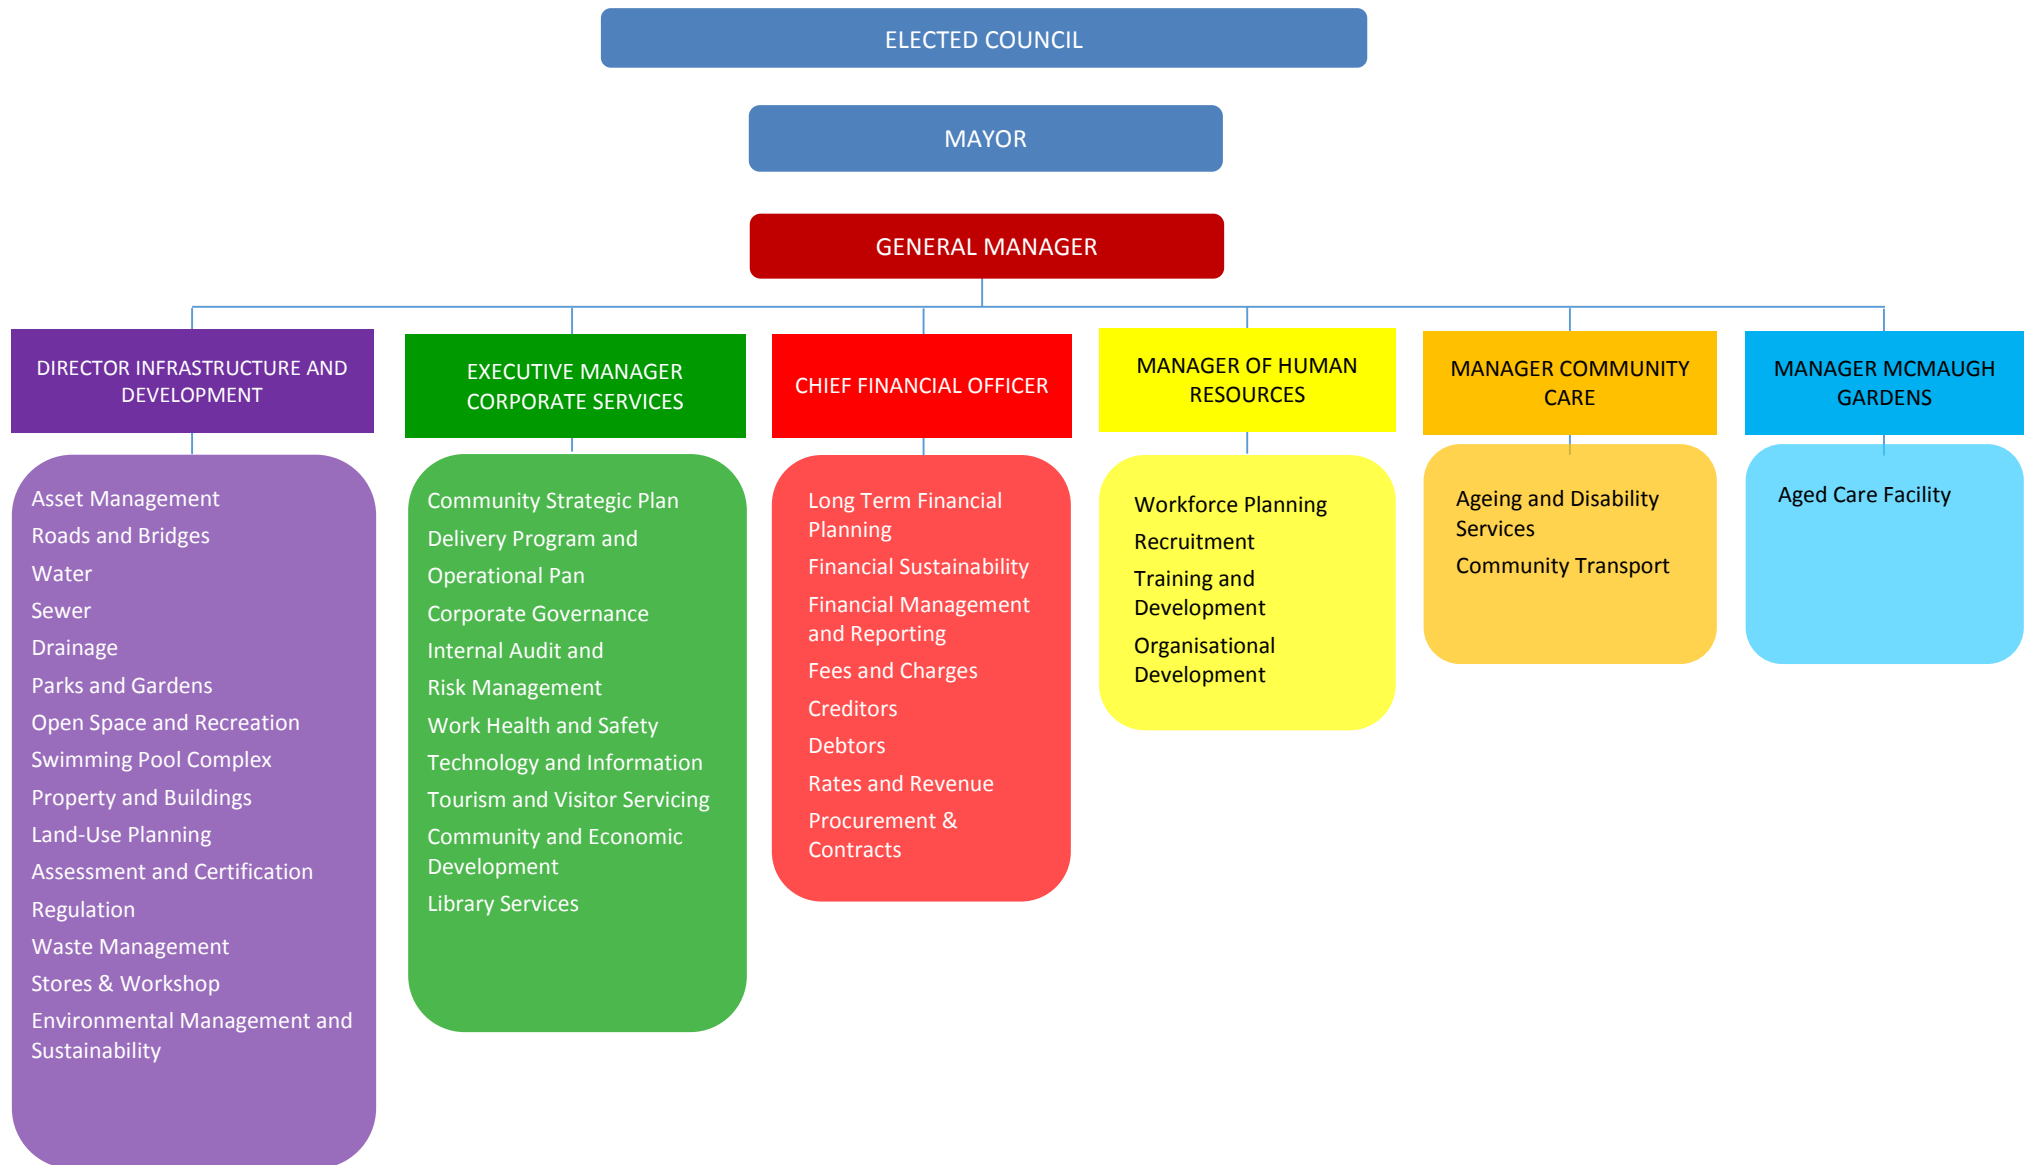 ELECTED COUNCIL
MAYOR
GENERAL MANAGER
DIRECTOR INFRASTRUCTURE AND
DEVELOPMENT
EXECUTIVE MANAGER
CORPORATE SERVICES
CHIEF FINANCIAL OFFICER
MANAGER OF HUMAN
RESOURCES
MANAGER COMMUNITY
CARE
MANAGER MCMAUGH
GARDENS
Asset Management
Roads and Bridges
Water
Sewer
Drainage
Parks and Gardens
Open Space and Recreation
Swimming Pool Complex
Property and Buildings
Land-Use Planning
Assessment and Certification
Regulation
Waste Management
Stores & Workshop
Environmental Management and
Sustainability
Community Strategic Plan
Delivery Program and
Operational Pan
Corporate Governance
Internal Audit and
Risk Management
Work Health and Safety
Technology and Information
Tourism and Visitor Servicing
Community and Economic
Development
Library Services
Long Term Financial
Planning
Financial Sustainability
Financial Management
and Reporting
Fees and Charges
Creditors
Debtors
Rates and Revenue
Procurement &
Contracts
Workforce Planning
Recruitment
Training and
Development
Organisational
Development
Ageing and Disability
Services
Community Transport
Aged Care Facility